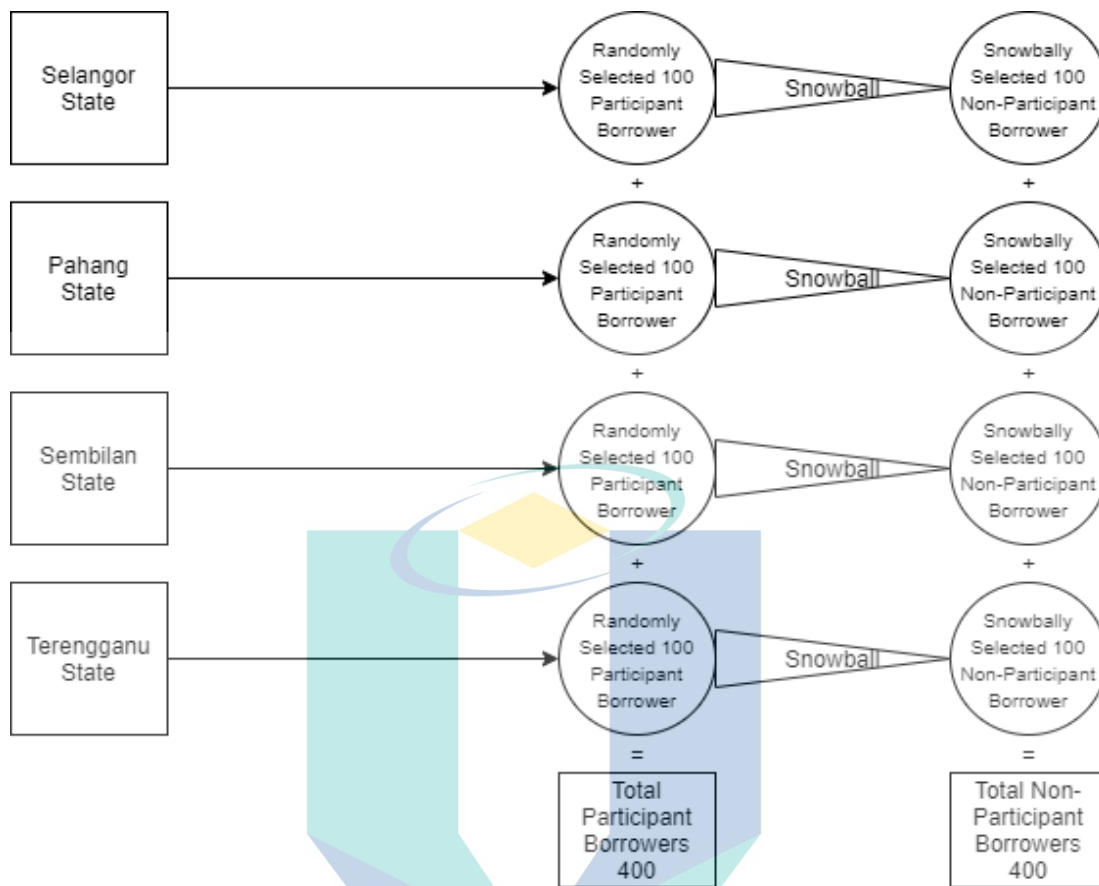 Selangor
State
Randomly
Selected 100
Participant
Borrower
Snowball
Snowbally
Selected 100
Non-Participant
Borrower
+
+
Pahang
State
Randomly
Selected 100
Participant
Borrower
Snowball
Snowbally
Selected 100
Non-Participant
Borrower
+
+
Sembilan
State
Randomly
Selected 100
Participant
Borrower
Snowball
Snowbally
Selected 100
Non-Participant
Borrower
+
+
Terengganu
State
Randomly
Selected 100
Participant
Borrower
Snowball
Snowbally
Selected 100
Non-Participant
Borrower
=
=
Total
Participant
Borrowers
400
Total Non-
Participant
Borrowers
400